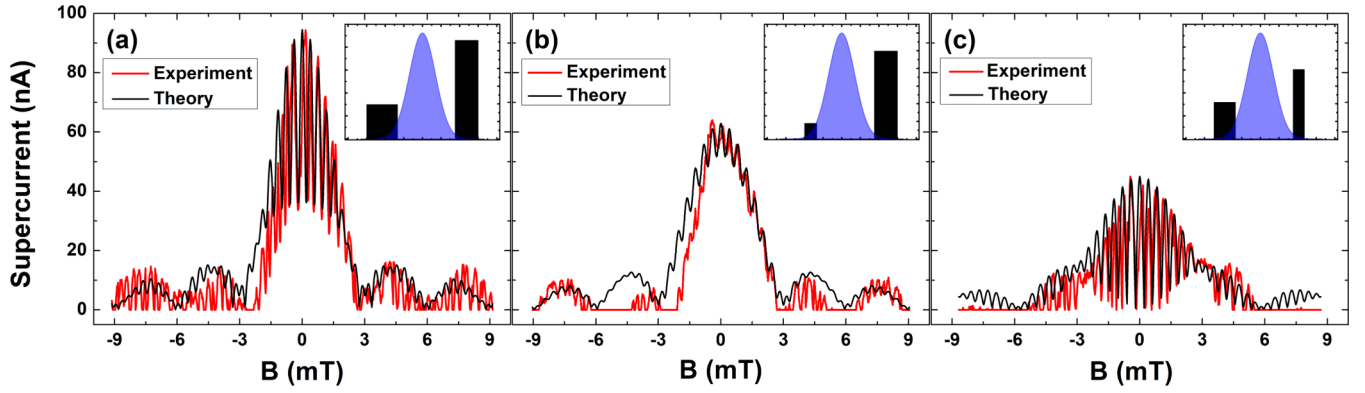 100
80
60
40
20
0
Supercurrent (nA)
(a)
Experiment
Theory
-9 -6 -3 0 3 6 9
B (mT)
(b)
Experiment
Theory
-9 -6 -3 0 3 6 9
B (mT)
(c)
Experiment
Theory
-9 -6 -3 0 3 6 9
B (mT)